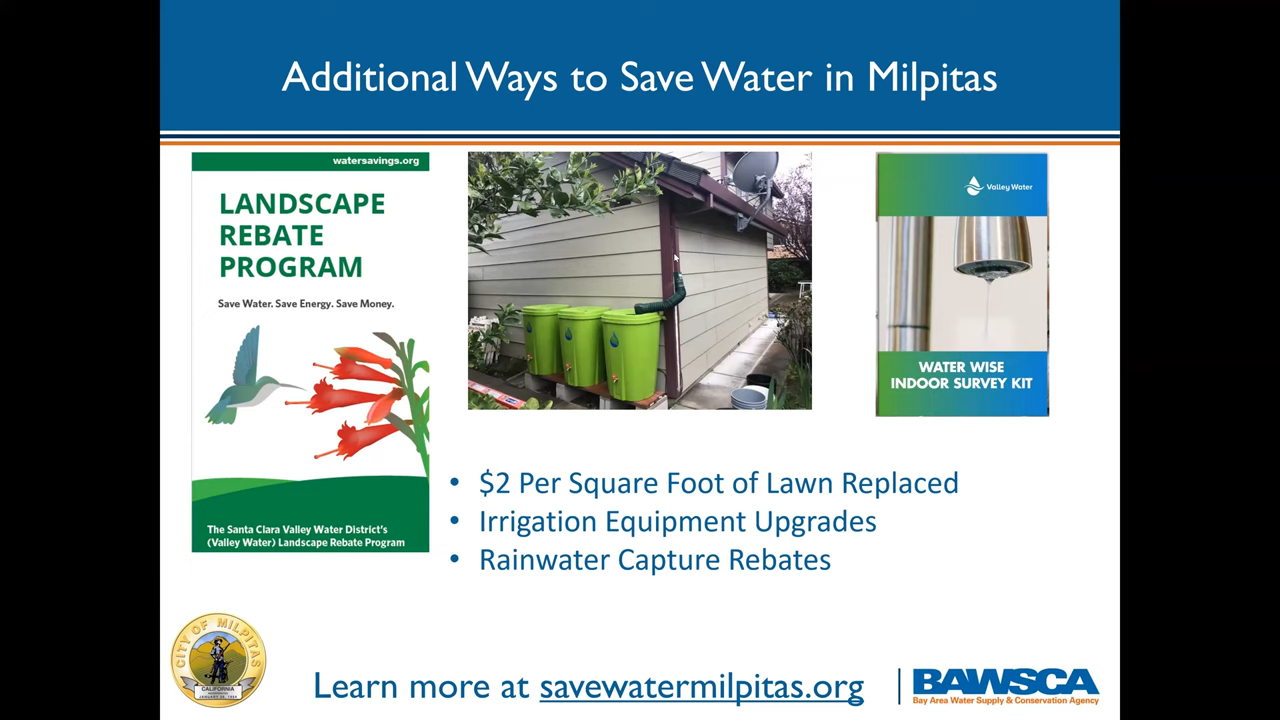 Additional Ways to Save Water in Milpitas
watersavings.org
LANDSCAPE
REBATE
PROGRAM
Save Water. Save Energy. Save Money.
The Santa Clara Valley Water District's
(Valley Water) Landscape Rebate Program
Valley Water
WATER WISE
INDOOR SURVEY KIT
• $2 Per Square Foot of Lawn Replaced
• Irrigation Equipment Upgrades
• Rainwater Capture Rebates
CITY OF MILPITAS
CALIFORNIA
Learn more at savewatermilpitas.org
BAWSCA
Bay Area Water Supply & Conservation Agency